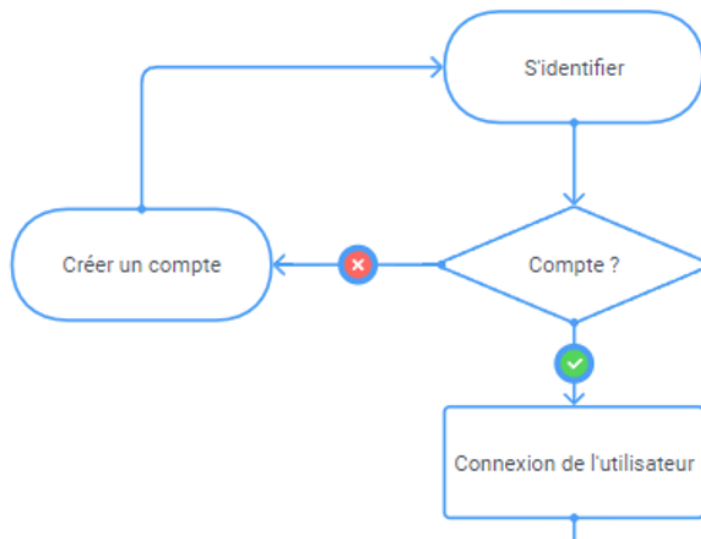 S'identifier
Créer un compte
Compte ?
Connexion de l'utilisateur